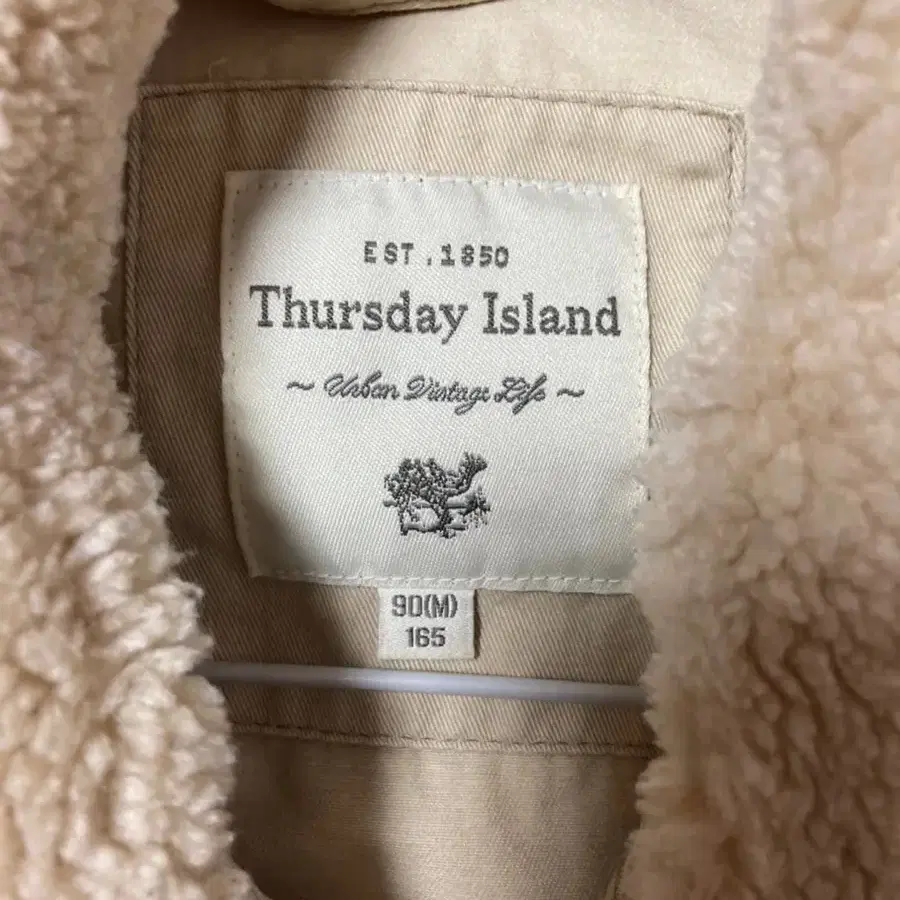 EST.1850
Thursday Island
~ Urban Vintage Life ~
90(M)
165